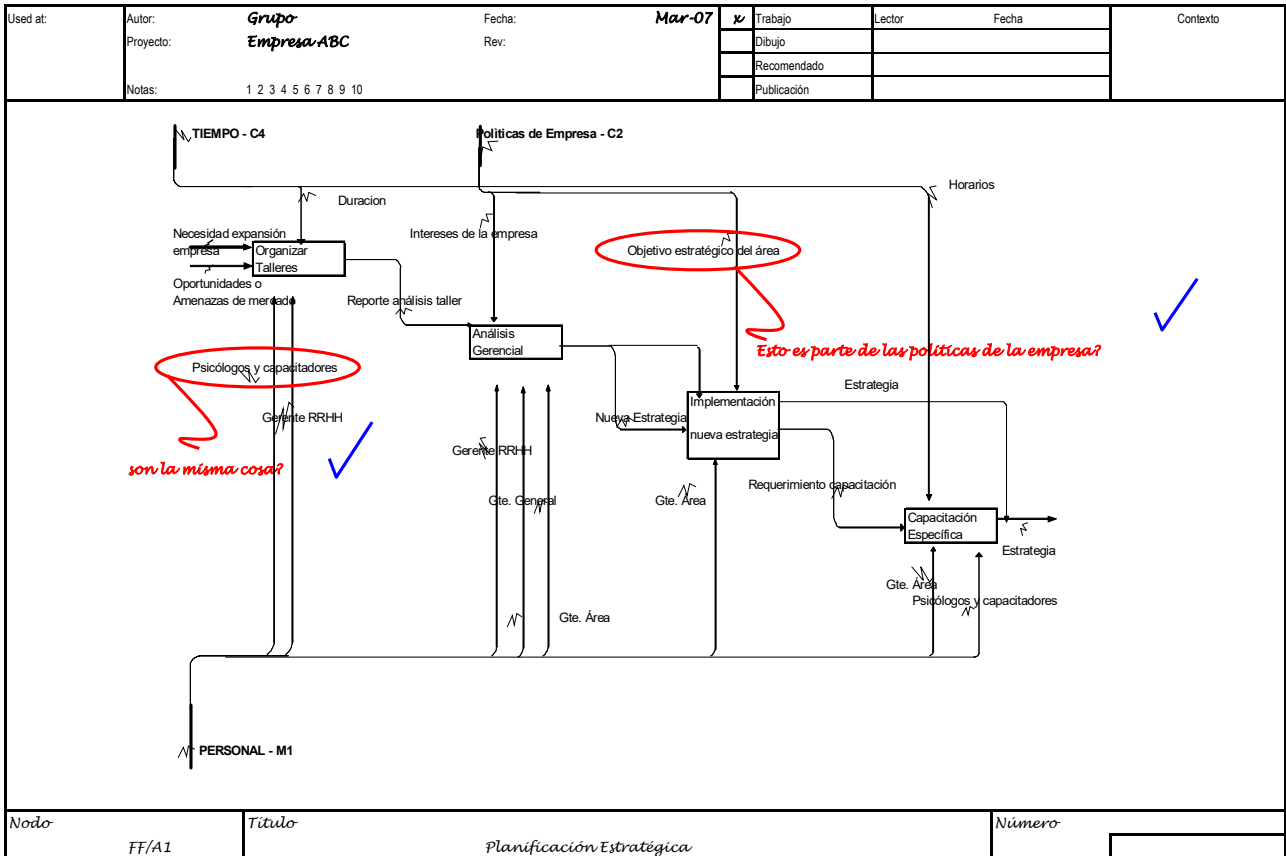 Used at:
Autor: Grupo Fecha: Mar-07 x Trabajo Lector Fecha Contexto
Proyecto: Empresa ABC Rev: Dibujo
Recomendado
Notas: 1 2 3 4 5 6 7 8 9 10 Publicación
TIEMPO - C4
Politicas de Empresa - C2
Horarios
Duracion
Necesidad expansión
empresa
Intereses de la empresa
Organizar
Talleres
Objetivo estratégico del área
Oportunidades o
Amenazas de mercado
Reporte análisis taller
Análisis
Gerencial
Esto es parte de las políticas de la empresa?
Psicólogos y capacitadores
Estrategia
Implementación
nueva estrategia
Gerente RRHH
Nueva Estrategia
son la misma cosa?
Gerente RRHH
Requerimiento capacitación
Gte. General
Gte. Área
Capacitación
Específica
Estrategia
Gte. Área
Psicólogos y capacitadores
Gte. Área
PERSONAL - M1
Nodo Título Número
FF/A1 Planificación Estratégica